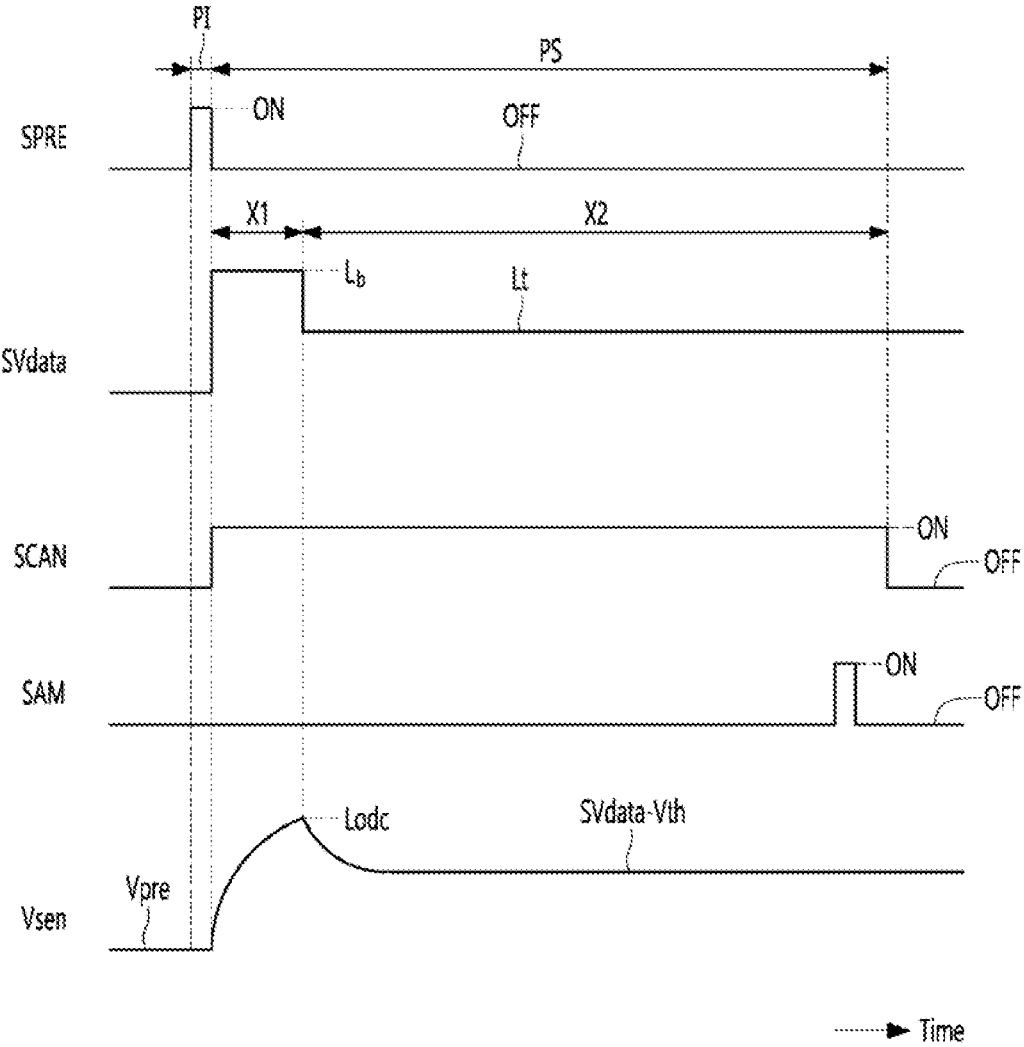 PI
PS
SPRE
ON
OFF
X1
X2
Lb
Lt
SVdata
SCAN
ON
OFF
SAM
ON
OFF
Lodc
SVdata-Vth
Vpre
Vsen
Time